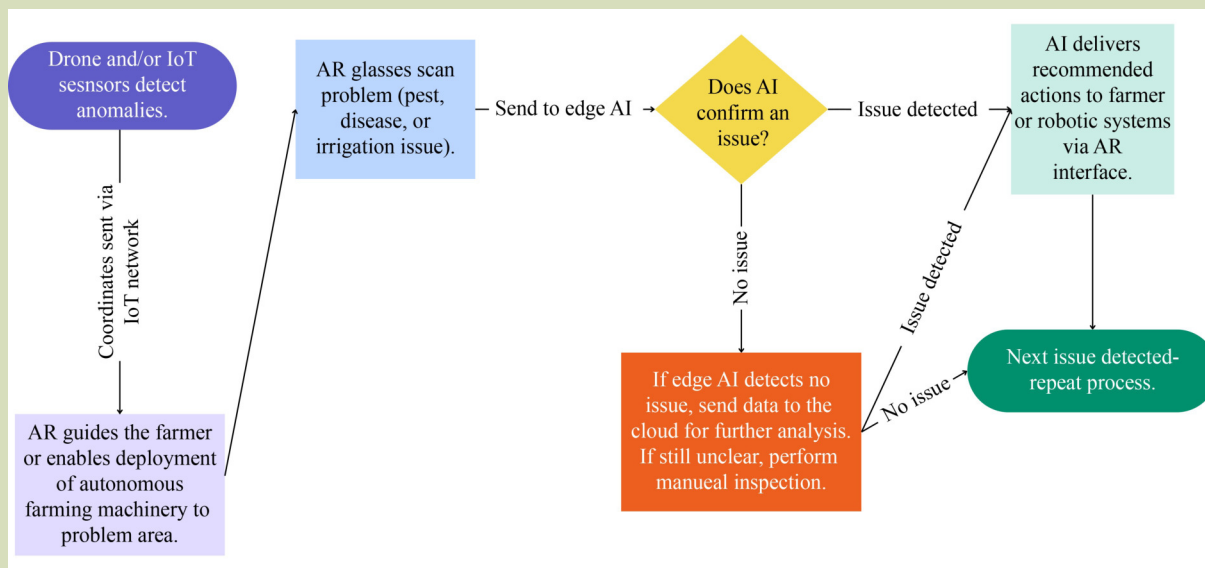 Drone and/or IoT
sesnsors detect
anomalies.
Coordinates sent via
IoT network
AR guides the farmer
or enables deployment
of autonomous
farming machinery to
problem area.
AR glasses scan
problem (pest,
disease, or
irrigation issue).
Send to edge AI
Does AI
confirm an
issue?
Issue detected
No issue
If edge AI detects no
issue, send data to the
cloud for further analysis.
If still unclear, perform
manueal inspection.
Issue detected
No issue
AI delivers
recommended
actions to farmer
or robotic systems
via AR
interface.
Next issue detected-
repeat process.